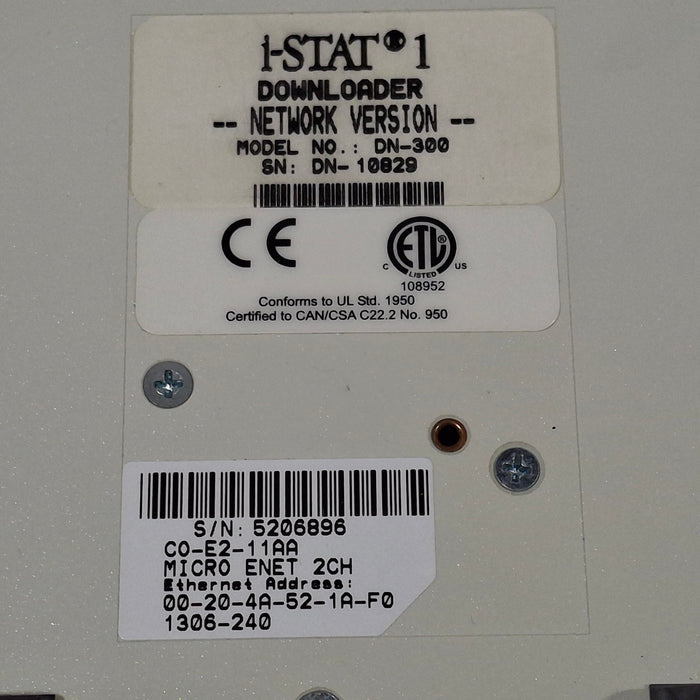 i-STAT® 1
DOWNLOADER
-- NETWORK VERSION --
MODEL NO.: DN-300
SN: DN-10829
CE
ETL®
C LISTED US
108952
Conforms to UL Std. 1950
Certified to CAN/CSA C22.2 No. 950
S/N: 5206896
CO-E2-11AA
MICRO ENET 2CH
Ethernet Address:
00-20-4A-52-1A-F0
1306-240